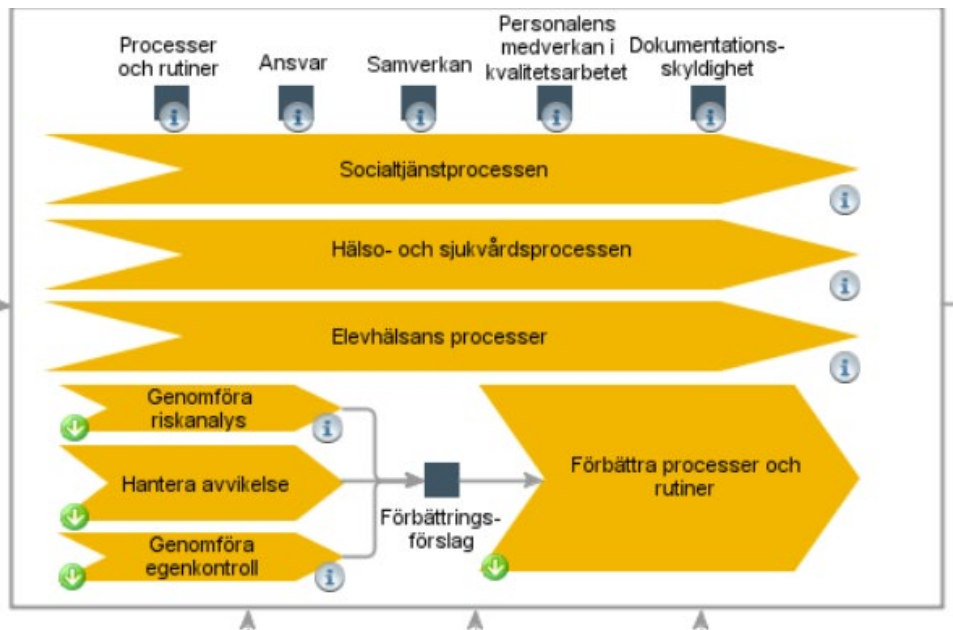 Processer
och rutiner
Ansvar
Samverkan
Personalens
medverkan i
kvalitetsarbetet
Dokumentations-
skyldighet
Socialtjänstprocessen
Hälso- och sjukvårdsprocessen
Elevhälsans processer
Genomföra
riskanalys
Hantera avvikelse
Genomföra
egenkontroll
Förbättrings-
förslag
Förbättra processer och
rutiner